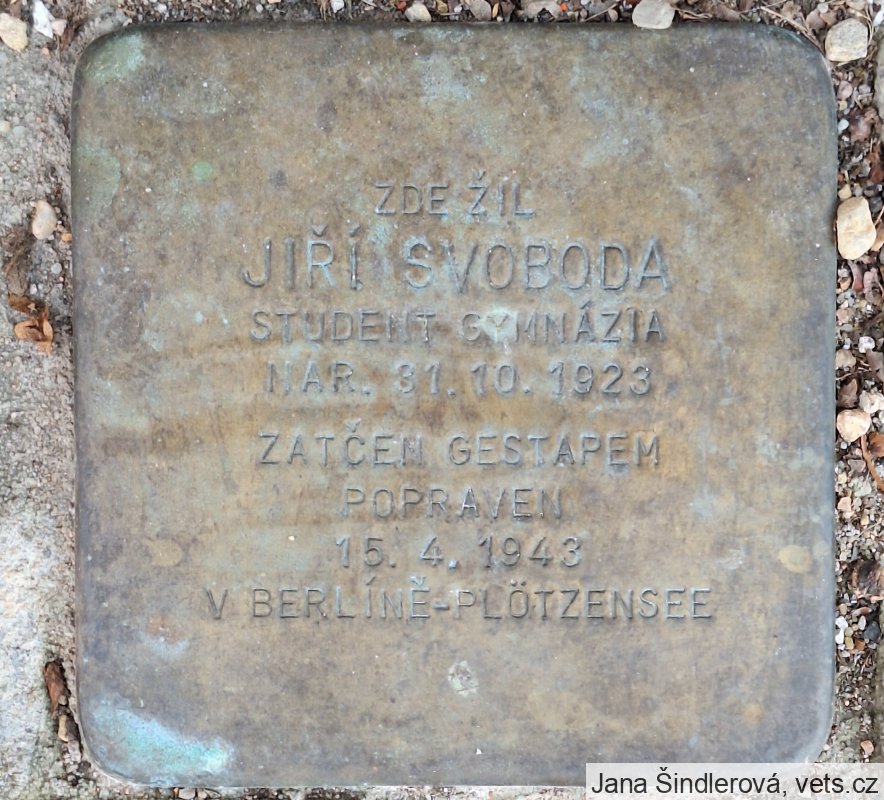 ZDE ŽIL
JIŘÍ SVOBODA
STUDENT GYMNÁZIA
NAR. 31. 10. 1923
ZATČEN GESTAPEM
POPRAVEN
15. 4. 1943
V BERLÍNĚ-PLÖTZENSEE
Jana Šindlerová, vets.cz